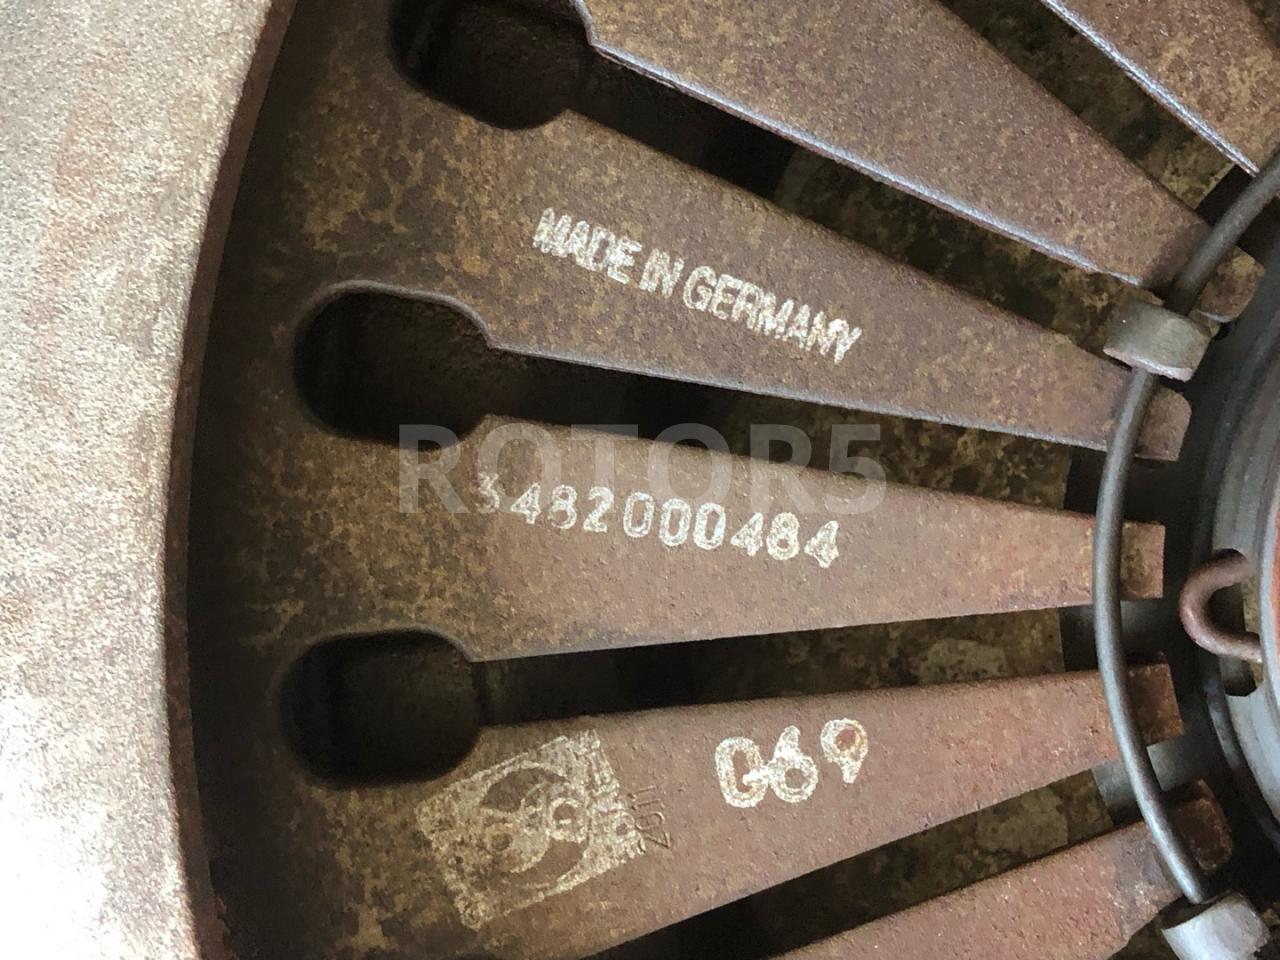 MADE IN GERMANY
ROTOR5
3482000484
G69